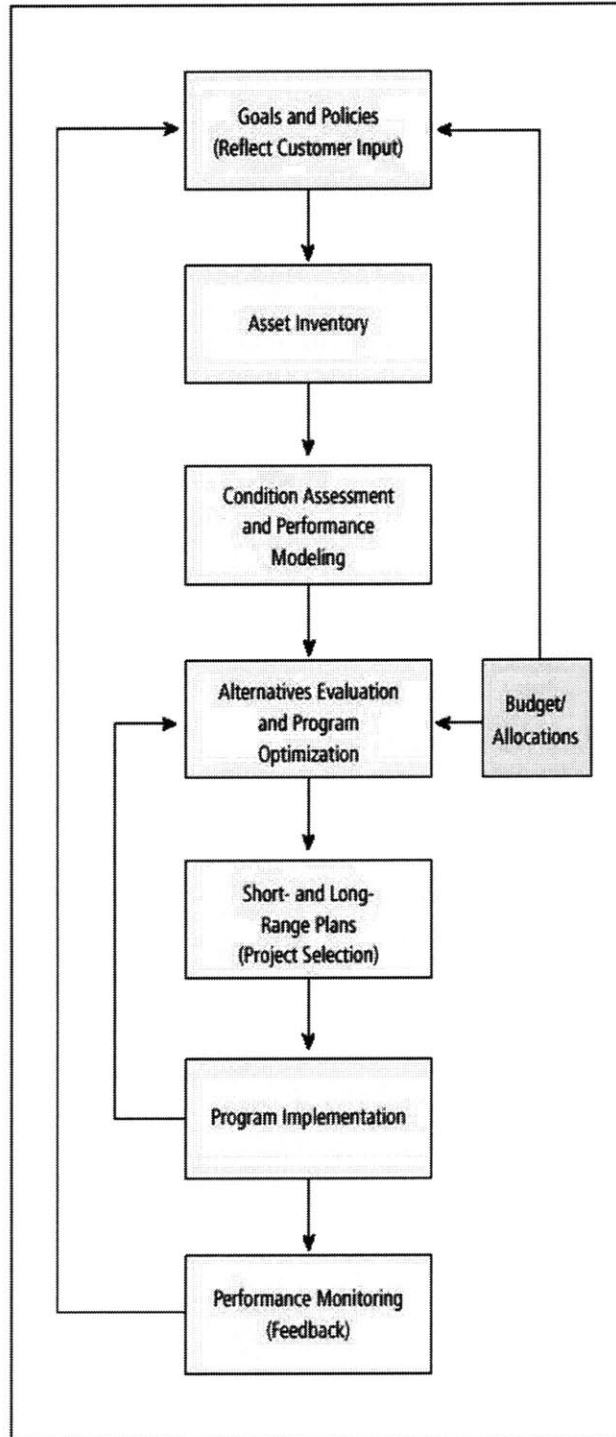 Goals and Policies
(Reflect Customer Input)
Asset Inventory
Condition Assessment
and Performance
Modeling
Alternatives Evaluation
and Program
Optimization
Budget/
Allocations
Short- and Long-
Range Plans
(Project Selection)
Program Implementation
Performance Monitoring
(Feedback)